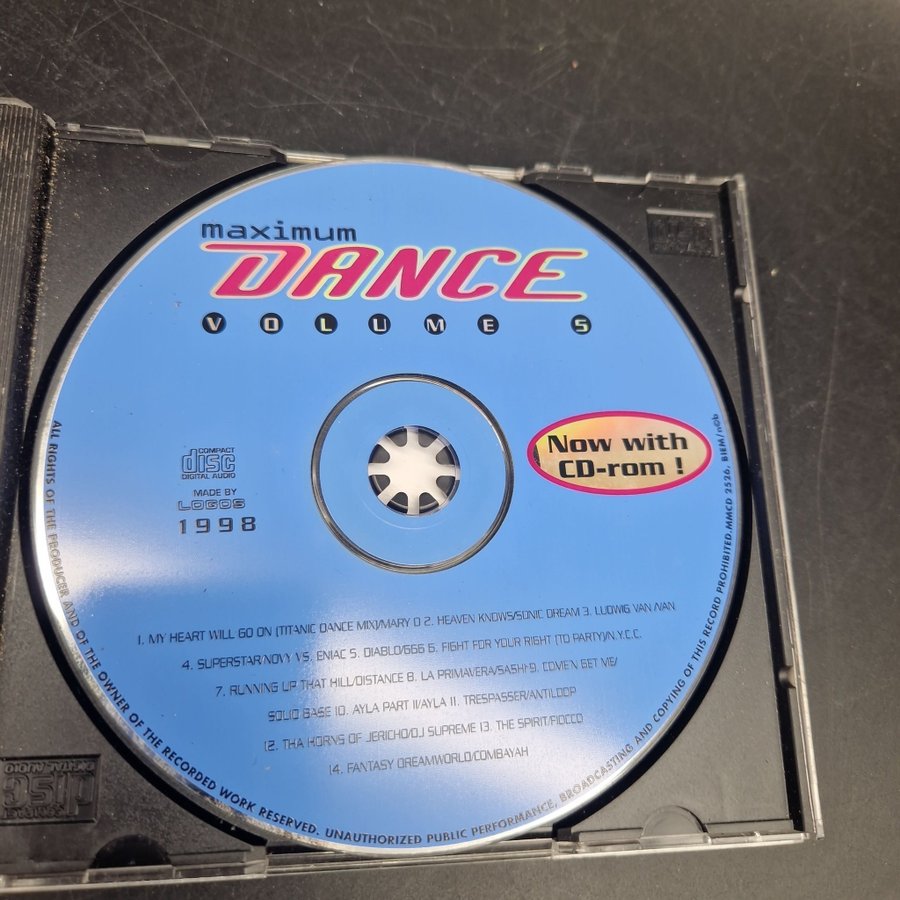 maximum
DANCE
VOLUME 5
Now with
CD-rom !
COMPACT
disc
DIGITAL AUDIO
MADE BY
LOGOS
1998
1. MY HEART WILL GO ON (TITANIC DANCE MIX)/MARY D 2. HEAVEN KNOWS/SONIC DREAM 3. LUDWIG VAN /VAN
4. SUPERSTAR/NOVY VS. ENIAC 5. DIABLO/666 6. FIGHT FOR YOUR RIGHT (TO PARTY)/N.Y.C.C.
7. RUNNING UP THAT HILL/DISTANCE 8. LA PRIMAVERA/SASH! 9. COME'N GET ME/
SOLID BASE 10. AYLA PART II/AYLA 11. TRESPASSER/ANTILOOP
12. THA HORNS OF JERICHO/DJ SUPREME 13. THE SPIRIT/FIOCCO
14. FANTASY DREAMWORLD/COMBAYAH
ALL RIGHTS OF THE PRODUCER AND OF THE OWNER OF THE RECORDED WORK RESERVED. UNAUTHORIZED PUBLIC PERFORMANCE, BROADCASTING AND COPYING OF THIS RECORD PROHIBITED.MMCD 2526. BIEM/n©b
disc
DIGITAL AUDIO